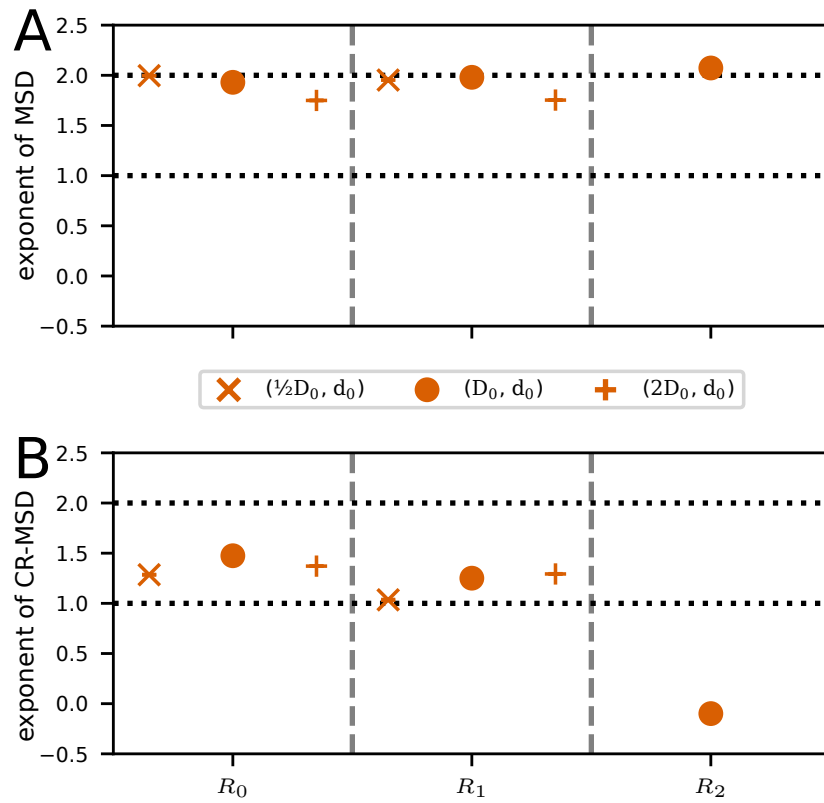 A
exponent of MSD
2.5
2.0
1.5
1.0
0.5
0.0
−0.5
(½D₀, d₀) (D₀, d₀) (2D₀, d₀)
B
exponent of CR-MSD
2.5
2.0
1.5
1.0
0.5
0.0
−0.5
R₀ R₁ R₂